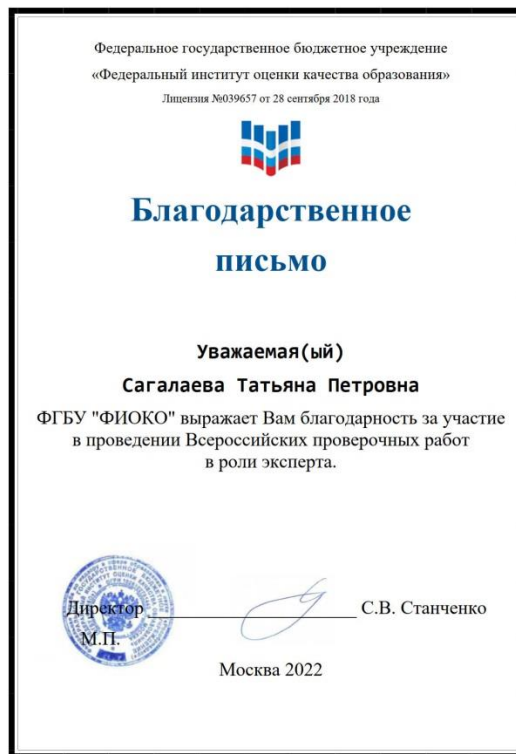 Федеральное государственное бюджетное учреждение
«Федеральный институт оценки качества образования»
Лицензия №039657 от 28 сентября 2018 года
Благодарственное
письмо
Уважаемая(ый)
Сагалаева Татьяна Петровна
ФГБУ "ФИОКО" выражает Вам благодарность за участие
в проведении Всероссийских проверочных работ
в роли эксперта.
Директор ________________________ С.В. Станченко
М.П.
Москва 2022